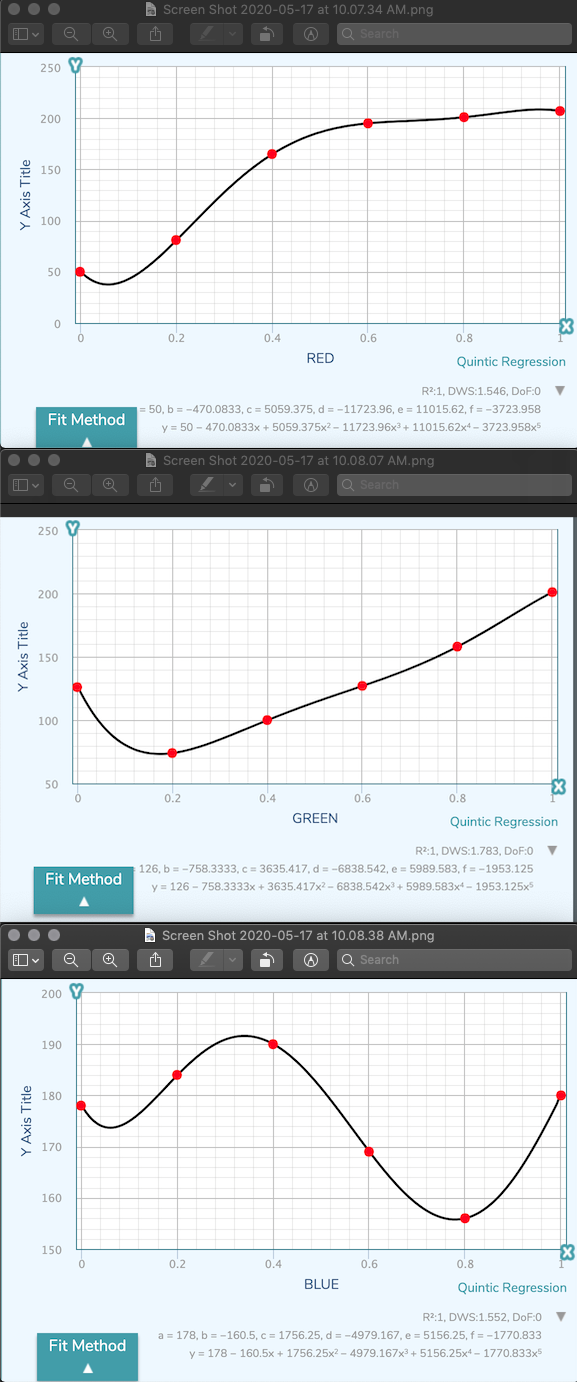 Screen Shot 2020-05-17 at 10.07.34 AM.png
Search
Y
250
200
150
100
50
0
Y Axis Title
0
0.2
0.4
0.6
0.8
1
X
RED
Quintic Regression
R²:1, DWS:1.546, DoF:0
= 50, b = −470.0833, c = 5059.375, d = −11723.96, e = 11015.62, f = −3723.958
y = 50 − 470.0833x + 5059.375x² − 11723.96x³ + 11015.62x⁴ − 3723.958x⁵
Fit Method
Screen Shot 2020-05-17 at 10.08.07 AM.png
Search
Y
250
200
150
100
50
Y Axis Title
0
0.2
0.4
0.6
0.8
1
X
GREEN
Quintic Regression
R²:1, DWS:1.783, DoF:0
126, b = −758.3333, c = 3635.417, d = −6838.542, e = 5989.583, f = −1953.125
y = 126 − 758.3333x + 3635.417x² − 6838.542x³ + 5989.583x⁴ − 1953.125x⁵
Fit Method
Screen Shot 2020-05-17 at 10.08.38 AM.png
Search
Y
200
190
180
170
160
150
Y Axis Title
0
0.2
0.4
0.6
0.8
1
X
BLUE
Quintic Regression
R²:1, DWS:1.552, DoF:0
a = 178, b = −160.5, c = 1756.25, d = −4979.167, e = 5156.25, f = −1770.833
y = 178 − 160.5x + 1756.25x² − 4979.167x³ + 5156.25x⁴ − 1770.833x⁵
Fit Method